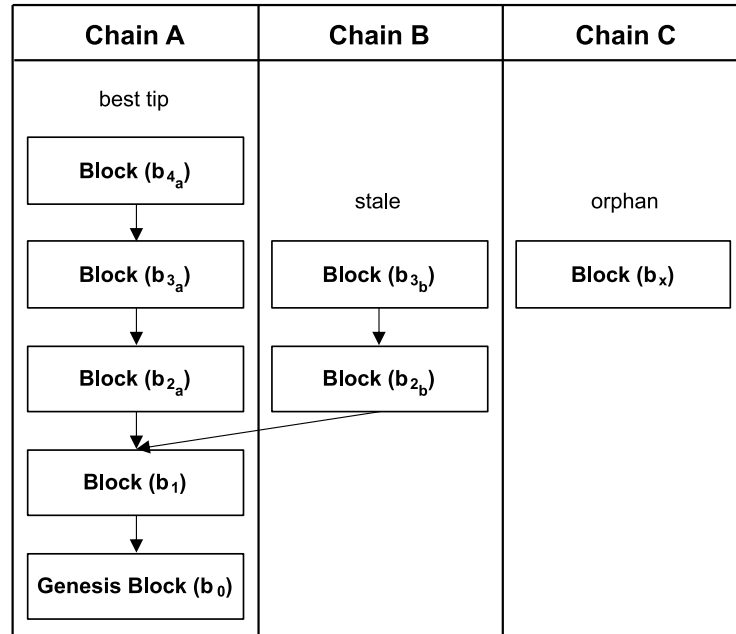 Chain A
Chain B
Chain C
best tip
Block (b4a)
stale
orphan
Block (b3a)
Block (b3b)
Block (bx)
Block (b2a)
Block (b2b)
Block (b1)
Genesis Block (b0)